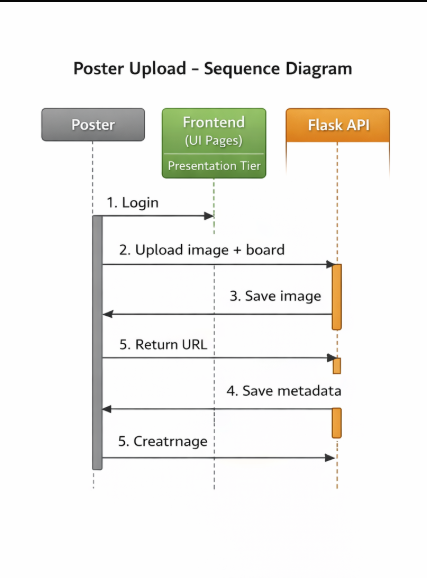 Poster Upload – Sequence Diagram
Poster
Frontend
(UI Pages)
Presentation Tier
Flask API
1. Login
2. Upload image + board
3. Save image
5. Return URL
4. Save metadata
5. Creatrnage